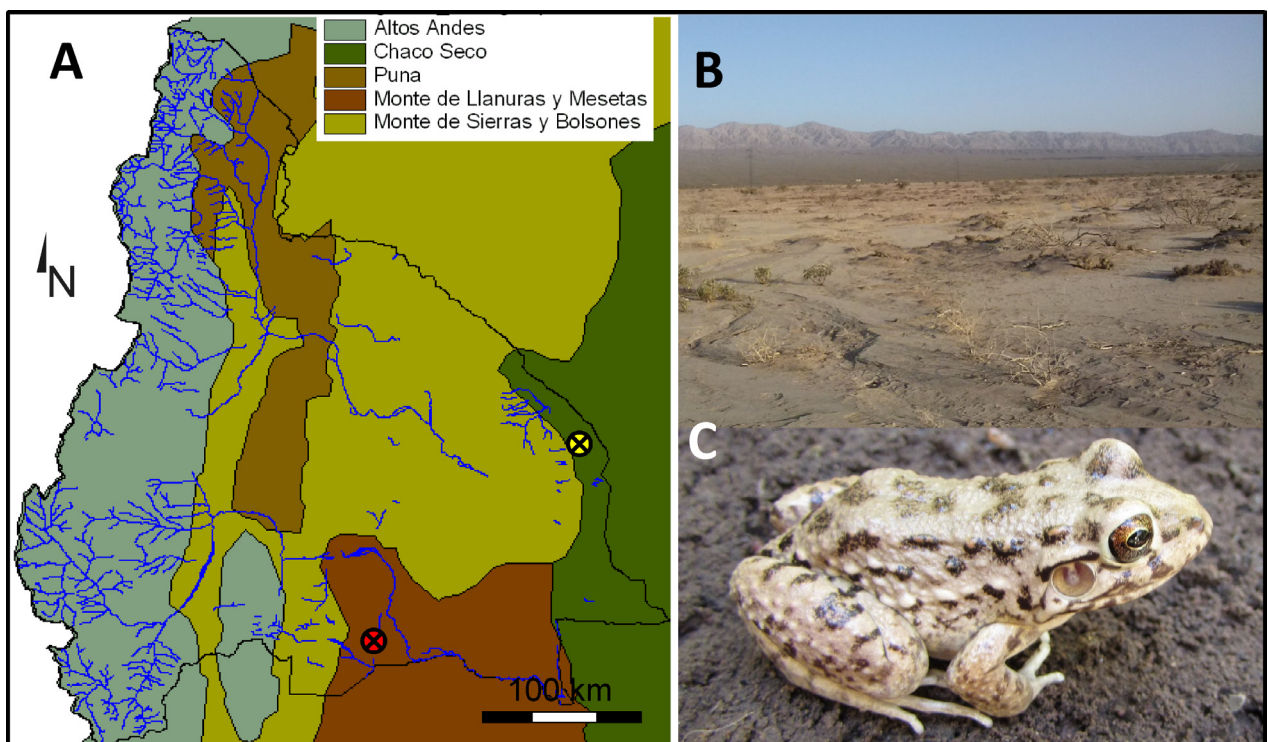 A
Altos Andes
Chaco Seco
Puna
Monte de Llanuras y Mesetas
Monte de Sierras y Bolsones
N
100 km
B
C